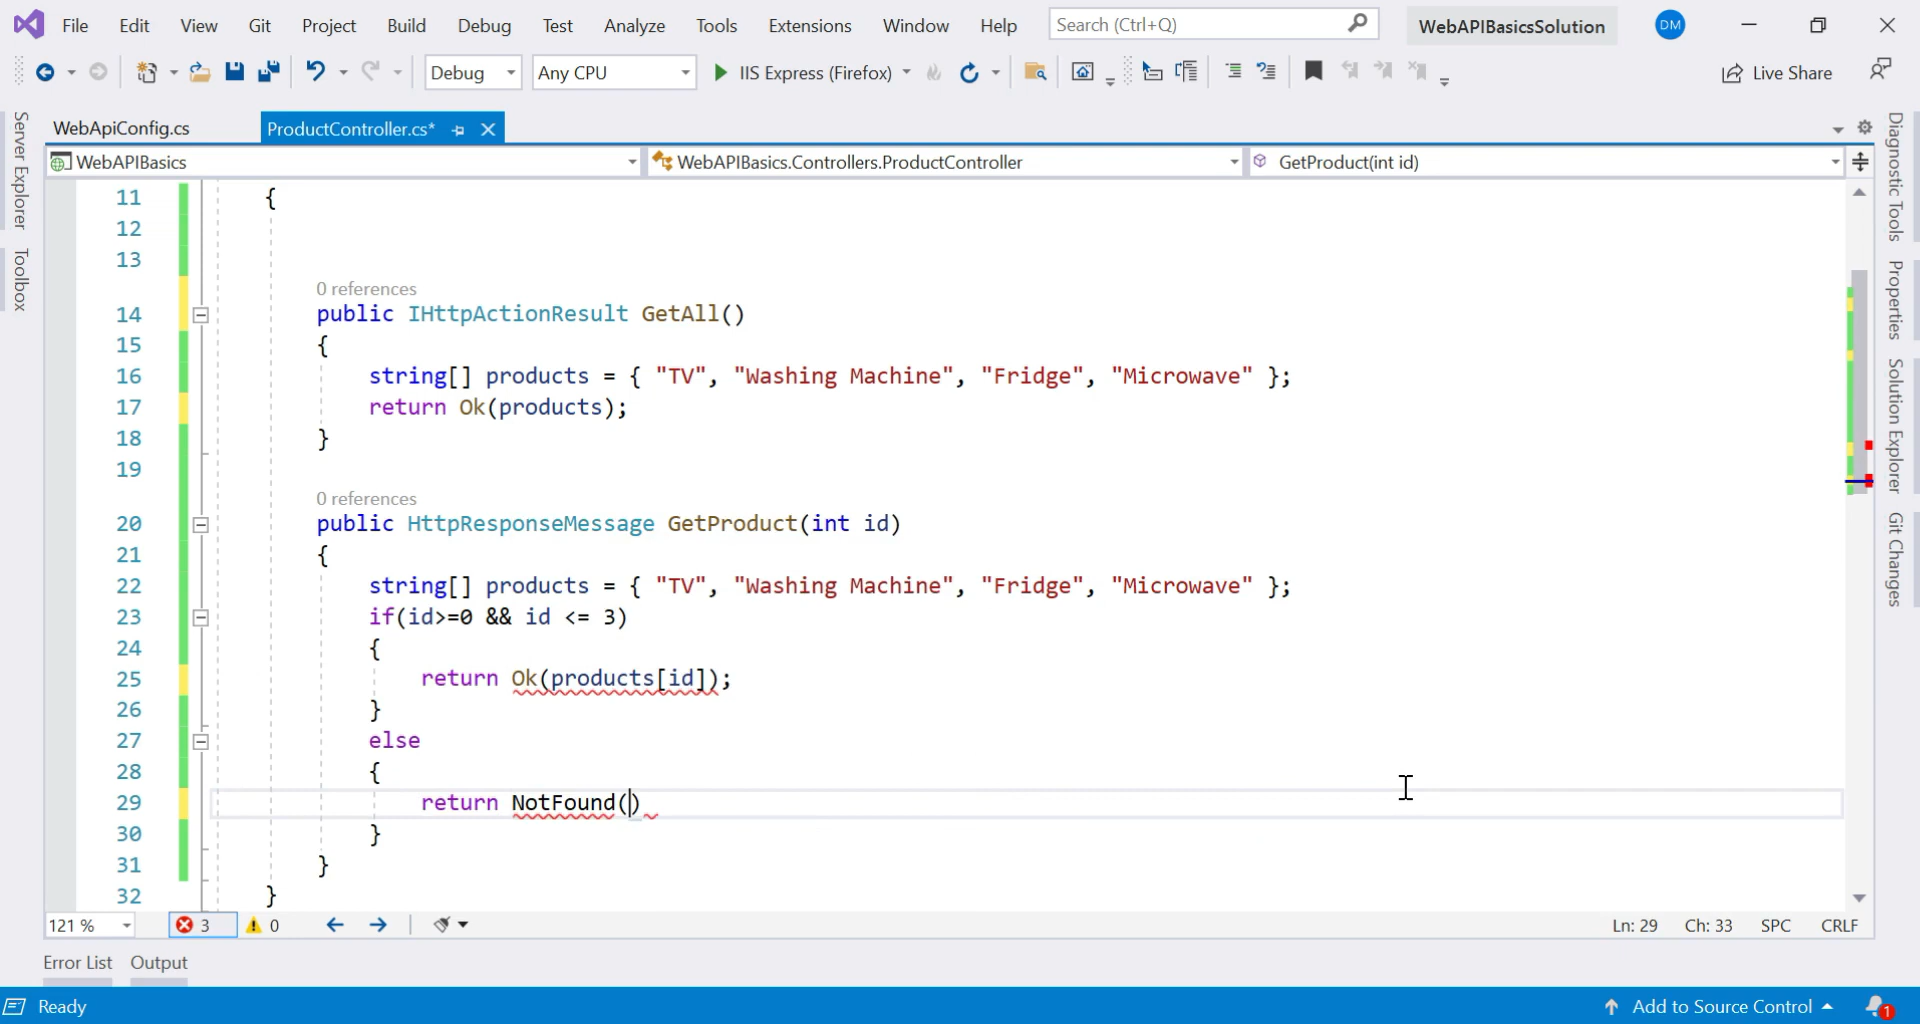 File Edit View Git Project Build Debug Test Analyze Tools Extensions Window Help Search (Ctrl+Q) WebAPIBasicsSolution DM
Debug Any CPU IIS Express (Firefox) Live Share
WebApiConfig.cs ProductController.cs*
WebAPIBasics WebAPIBasics.Controllers.ProductController GetProduct(int id)
Server Explorer
Toolbox
11 {
12
13
0 references
14 public IHttpActionResult GetAll()
15 {
16 string[] products = { "TV", "Washing Machine", "Fridge", "Microwave" };
17 return Ok(products);
18 }
19
0 references
20 public HttpResponseMessage GetProduct(int id)
21 {
22 string[] products = { "TV", "Washing Machine", "Fridge", "Microwave" };
23 if(id>=0 && id <= 3)
24 {
25 return Ok(products[id]);
26 }
27 else
28 {
29 return NotFound()
30 }
31 }
32 }
Diagnostic Tools
Properties
Solution Explorer
Git Changes
121 % 3 0 Ln: 29 Ch: 33 SPC CRLF
Error List Output
Ready Add to Source Control 1